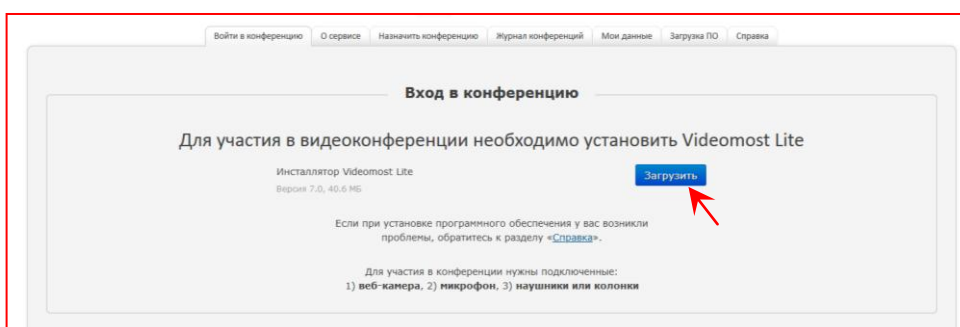 Войти в конференцию О сервисе Назначить конференцию Журнал конференций Мои данные Загрузка ПО Справка
Вход в конференцию
Для участия в видеоконференции необходимо установить Videomost Lite
Инсталлятор Videomost Lite
Загрузить
Версия 7.0, 40.6 МБ
Если при установке программного обеспечения у вас возникли
проблемы, обратитесь к разделу «Справка».
Для участия в конференции нужны подключенные:
1) веб-камера, 2) микрофон, 3) наушники или колонки